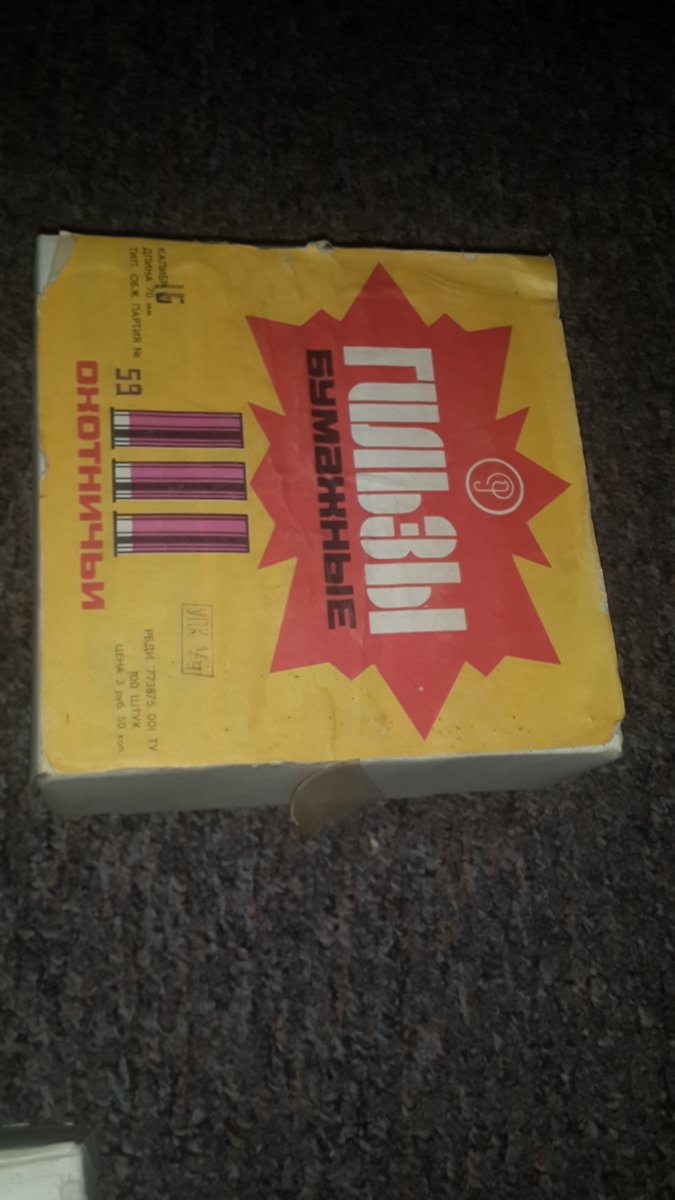 ГИЛЬЗЫ
БУМАЖНЫЕ
КАЛИБР 16
ДЛИНА 70 мм
ТИП. ОБЖ. ПАРТИЯ № 59
ОХОТНИЧЬИ
РБДИ. 773875. 001 ТУ
100 ШТУК
ЦЕНА 3 руб. 50 коп.